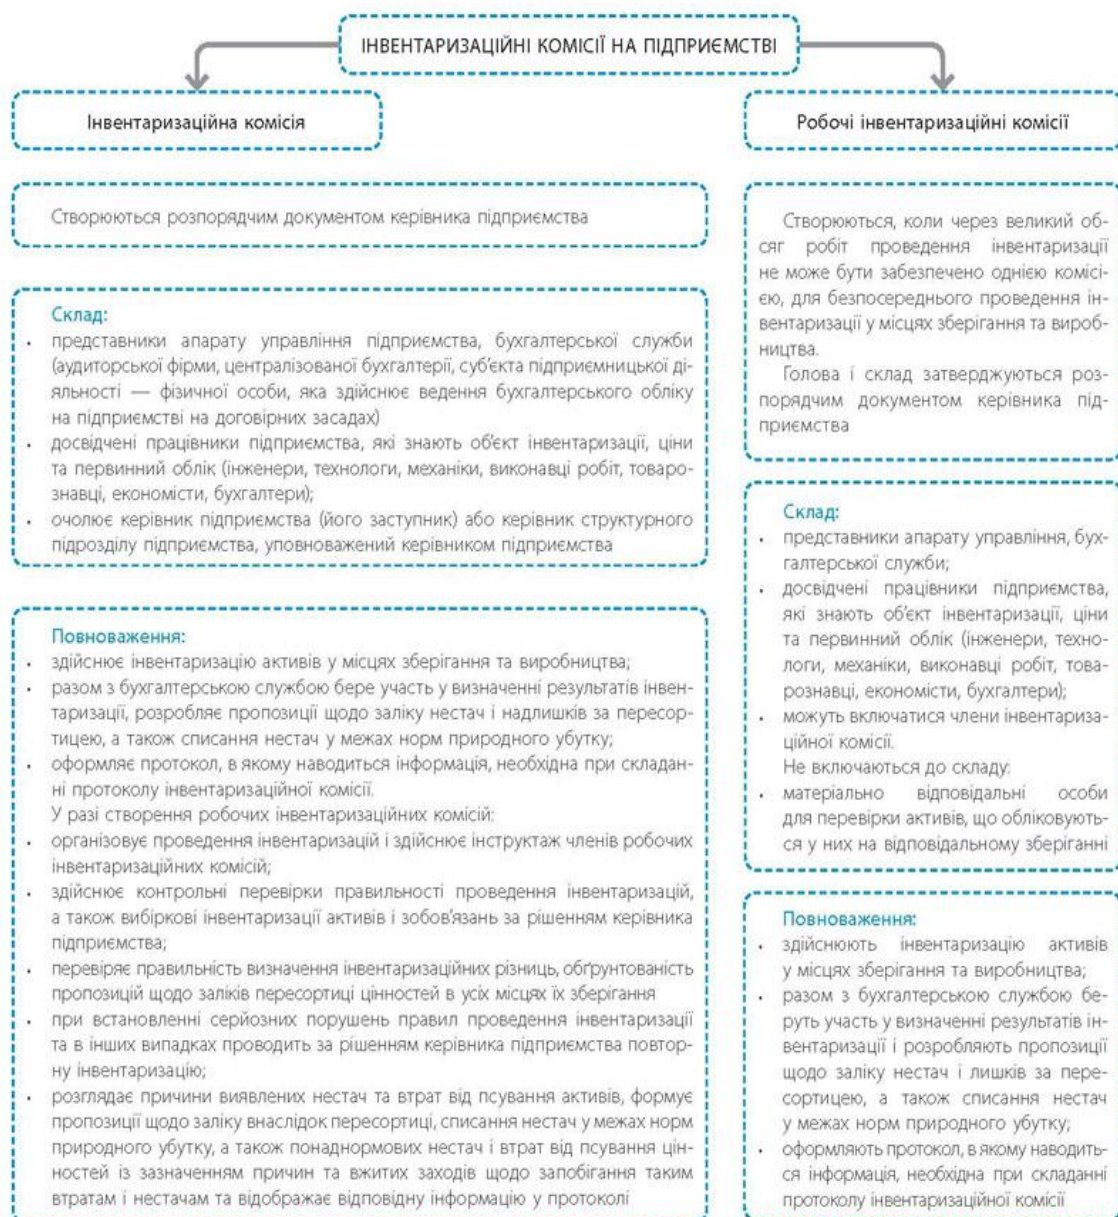 ІНВЕНТАРИЗАЦІЙНІ КОМІСІЇ НА ПІДПРИЄМСТВІ
Інвентаризаційна комісія
Створюються розпорядчим документом керівника підприємства
Склад:
• представники апарату управління підприємства, бухгалтерської служби
(аудиторської фірми, централізованої бухгалтерії, суб'єкта підприємницької ді-
яльності — фізичної особи, яка здійснює ведення бухгалтерського обліку
на підприємстві на договірних засадах)
• досвідчені працівники підприємства, які знають об'єкт інвентаризації, ціни
та первинний облік (інженери, технологи, механіки, виконавці робіт, товаро-
знавці, економісти, бухгалтери);
• очолює керівник підприємства (його заступник) або керівник структурного
підрозділу підприємства, уповноважений керівником підприємства
Повноваження:
• здійснює інвентаризацію активів у місцях зберігання та виробництва;
• разом з бухгалтерською службою бере участь у визначенні результатів інвен-
таризації, розробляє пропозиції щодо заліку нестач і надлишків за пересор-
тицею, а також списання нестач у межах норм природного убутку;
• оформляє протокол, в якому наводиться інформація, необхідна при складан-
ні протоколу інвентаризаційної комісії.
У разі створення робочих інвентаризаційних комісій:
• організовує проведення інвентаризацій і здійснює інструктаж членів робочих
інвентаризаційних комісій;
• здійснює контрольні перевірки правильності проведення інвентаризацій,
а також вибіркові інвентаризації активів і зобов'язань за рішенням керівника
підприємства;
• перевіряє правильність визначення інвентаризаційних різниць, обґрунтованість
пропозицій щодо заліків пересортиці цінностей в усіх місцях їх зберігання
• при встановленні серйозних порушень правил проведення інвентаризації
та в інших випадках проводить за рішенням керівника підприємства повтор-
ну інвентаризацію;
• розглядає причини виявлених нестач та втрат від псування активів, формує
пропозиції щодо заліку внаслідок пересортиці, списання нестач у межах норм
природного убутку, а також понаднормових нестач і втрат від псування цін-
ностей із зазначенням причин та вжитих заходів щодо запобігання таким
втратам і нестачам та відображає відповідну інформацію у протоколі
Робочі інвентаризаційні комісії
Створюються, коли через великий об-
сяг робіт проведення інвентаризації
не може бути забезпечено однією комісі-
єю, для безпосереднього проведення ін-
вентаризації у місцях зберігання та вироб-
ництва.
Голова і склад затверджуються роз-
порядчим документом керівника під-
приємства
Склад:
• представники апарату управління, бух-
галтерської служби;
• досвідчені працівники підприємства,
які знають об'єкт інвентаризації, ціни
та первинний облік (інженери, техно-
логи, механіки, виконавці робіт, това-
рознавці, економісти, бухгалтери);
• можуть включатися члени інвентариза-
ційної комісії.
Не включаються до складу:
• матеріально відповідальні особи
для перевірки активів, що обліковують-
ся у них на відповідальному зберіганні
Повноваження:
• здійснюють інвентаризацію активів
у місцях зберігання та виробництва;
• разом з бухгалтерською службою бе-
руть участь у визначенні результатів ін-
вентаризації і розробляють пропозиції
щодо заліку нестач і лишків за пере-
сортицею, а також списання нестач
у межах норм природного убутку;
• оформляють протокол, в якому наводить-
ся інформація, необхідна при складанні
протоколу інвентаризаційної комісії